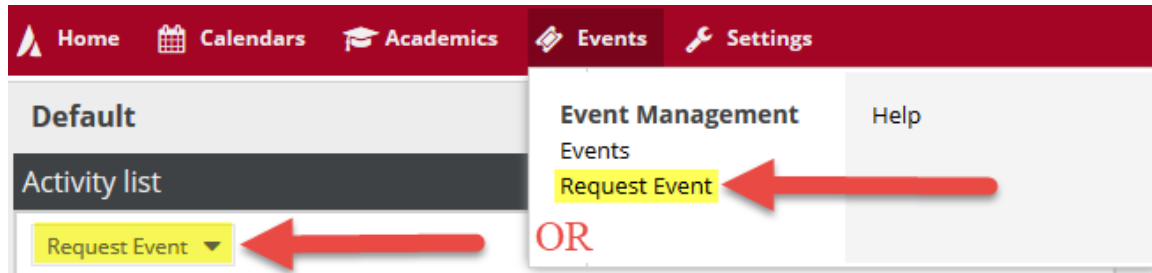 Home Calendars Academics Events Settings
Default
Activity list
Request Event
Event Management
Events
Request Event
Help
OR